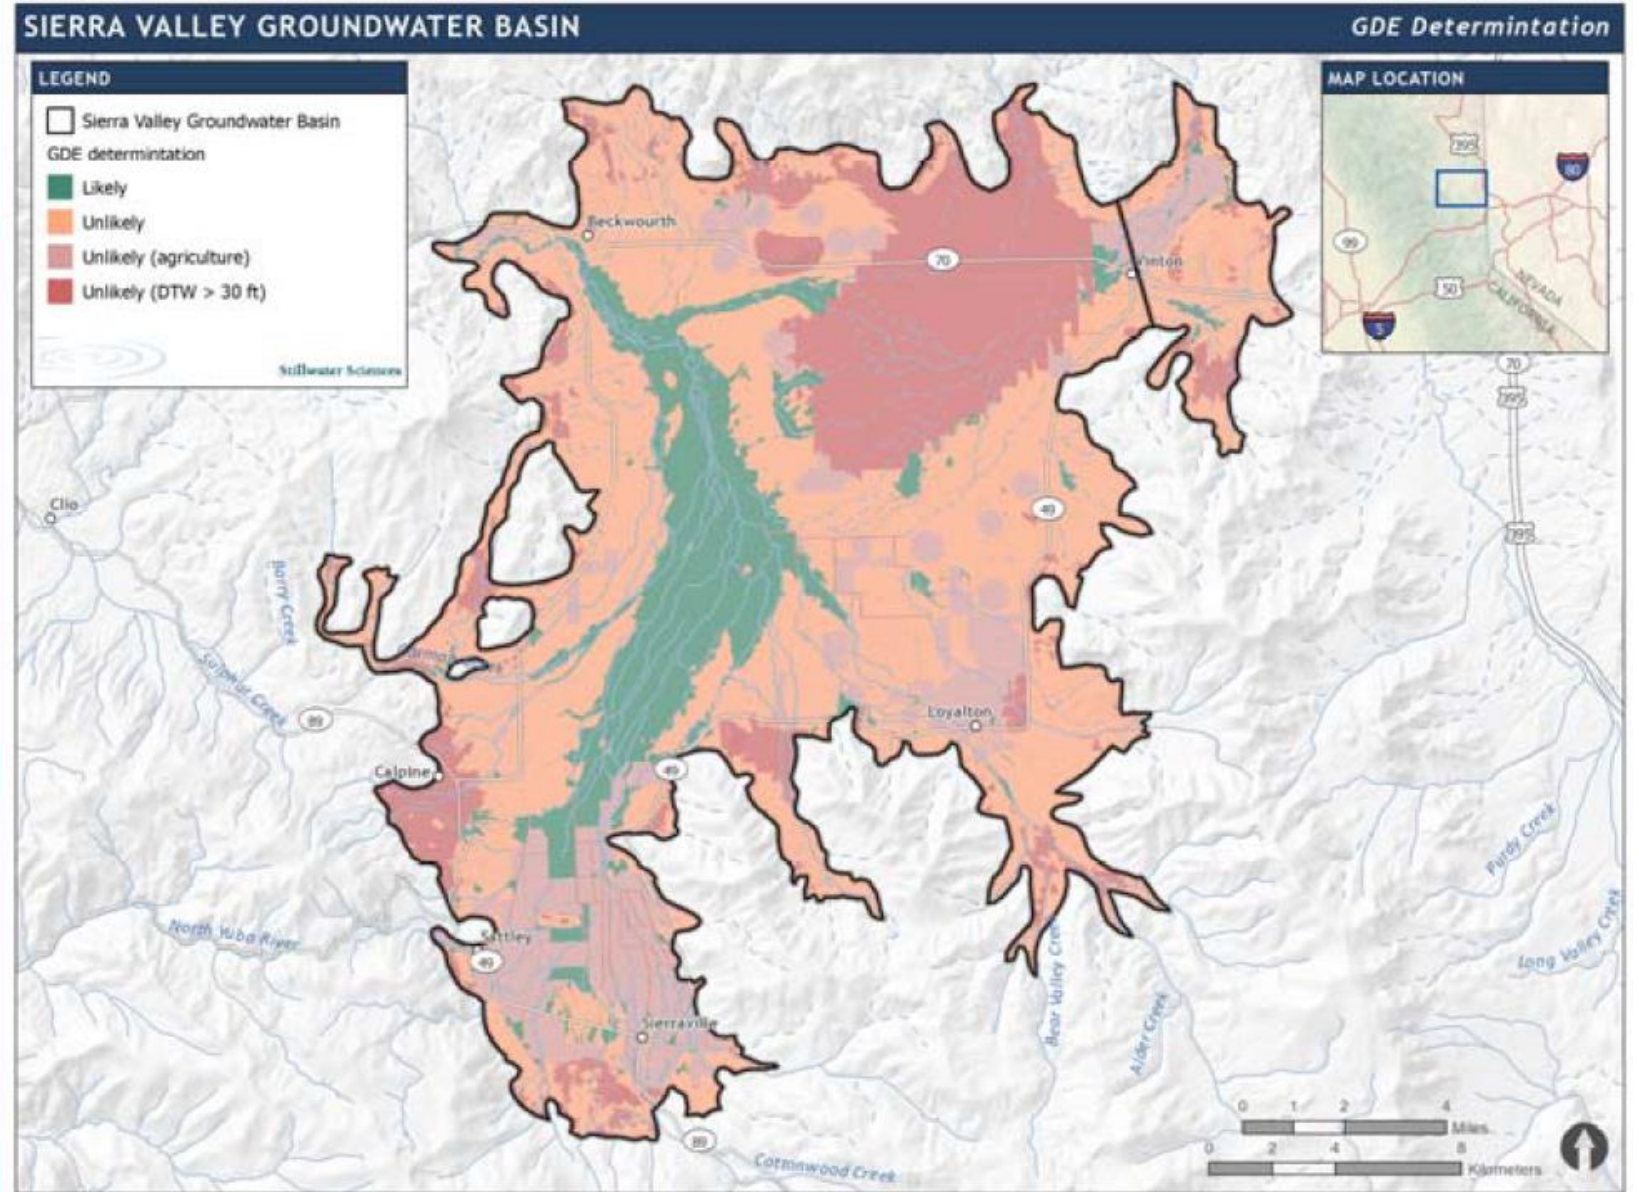 SIERRA VALLEY GROUNDWATER BASIN
GDE Determintation
LEGEND
Sierra Valley Groundwater Basin
GDE determintation
Likely
Unlikely
Unlikely (agriculture)
Unlikely (DTW > 30 ft)
Stillwater Sciences
MAP LOCATION
395
80
99
50
5
NEVADA
CALIFORNIA
Beckwourth
70
Vinton
70
395
Clio
49
395
Barry Creek
Sulphur Creek
89
Loyalton
Calpine
49
Purdy Creek
North Yuba River
Sattley
49
Long Valley Creek
Bear Valley Creek
Sierraville
Alder Creek
89
Cottonwood Creek
0 1 2 4
Miles
0 2 4 8
Kilometers